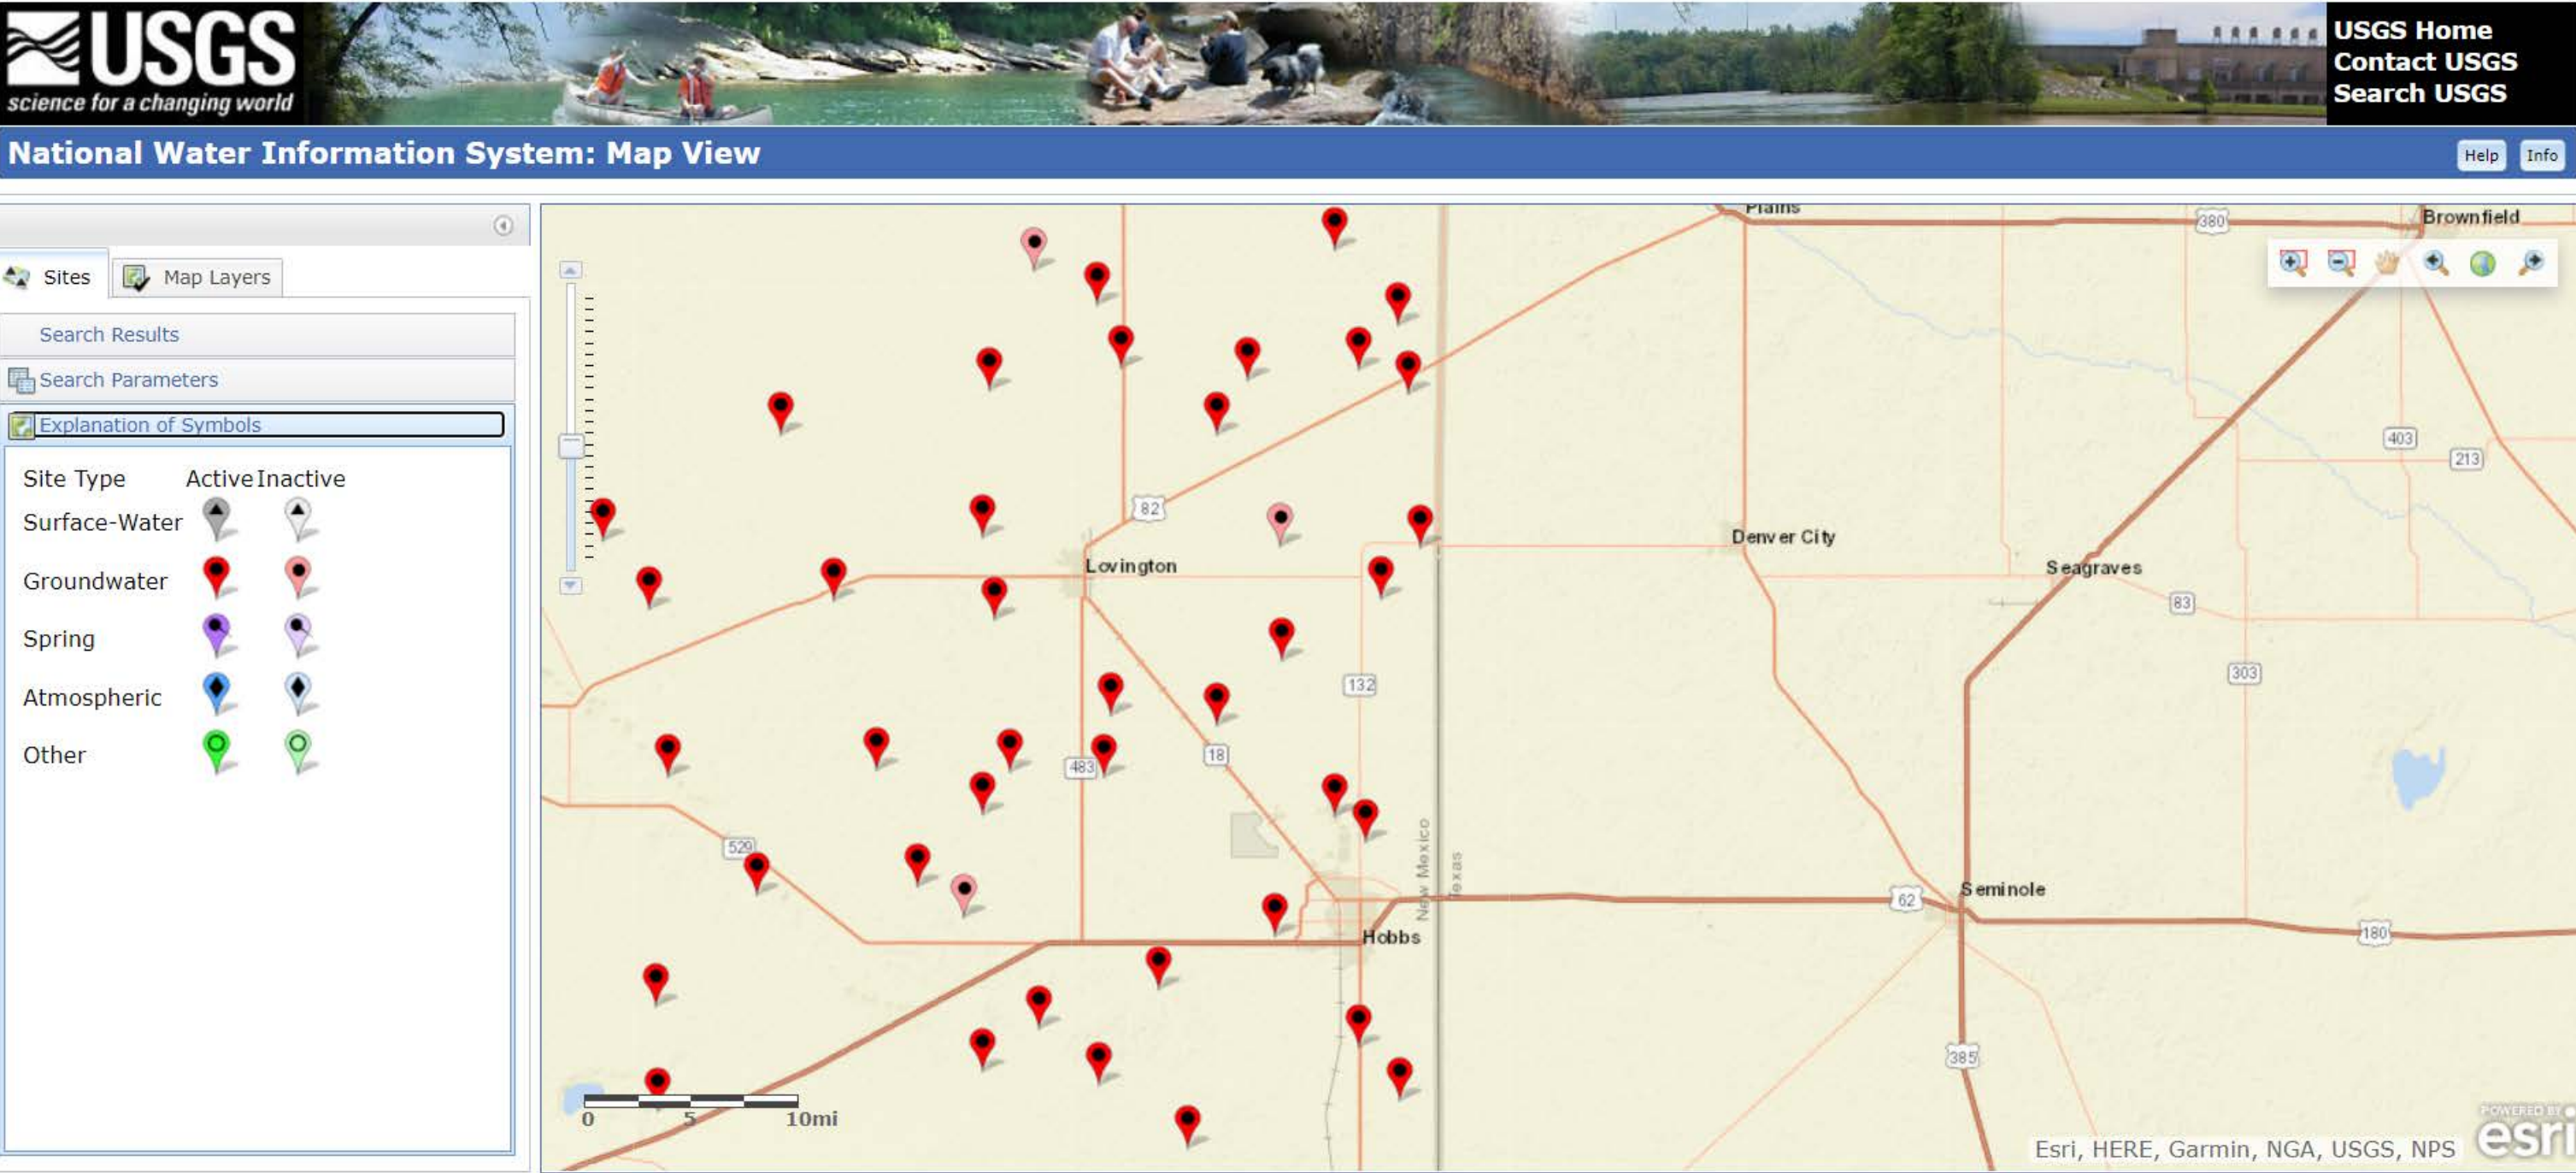 USGS
science for a changing world
USGS Home
Contact USGS
Search USGS
National Water Information System: Map View
Help
Info
Sites
Map Layers
Search Results
Search Parameters
Explanation of Symbols
Site Type Active Inactive
Surface-Water
Groundwater
Spring
Atmospheric
Other
Plains
380
Brownfield
403
213
82
Denver City
Lovington
Seagraves
83
132
303
18
483
529
New Mexico
Texas
Seminole
62
180
Hobbs
385
0 5 10mi
POWERED BY
esri
Esri, HERE, Garmin, NGA, USGS, NPS